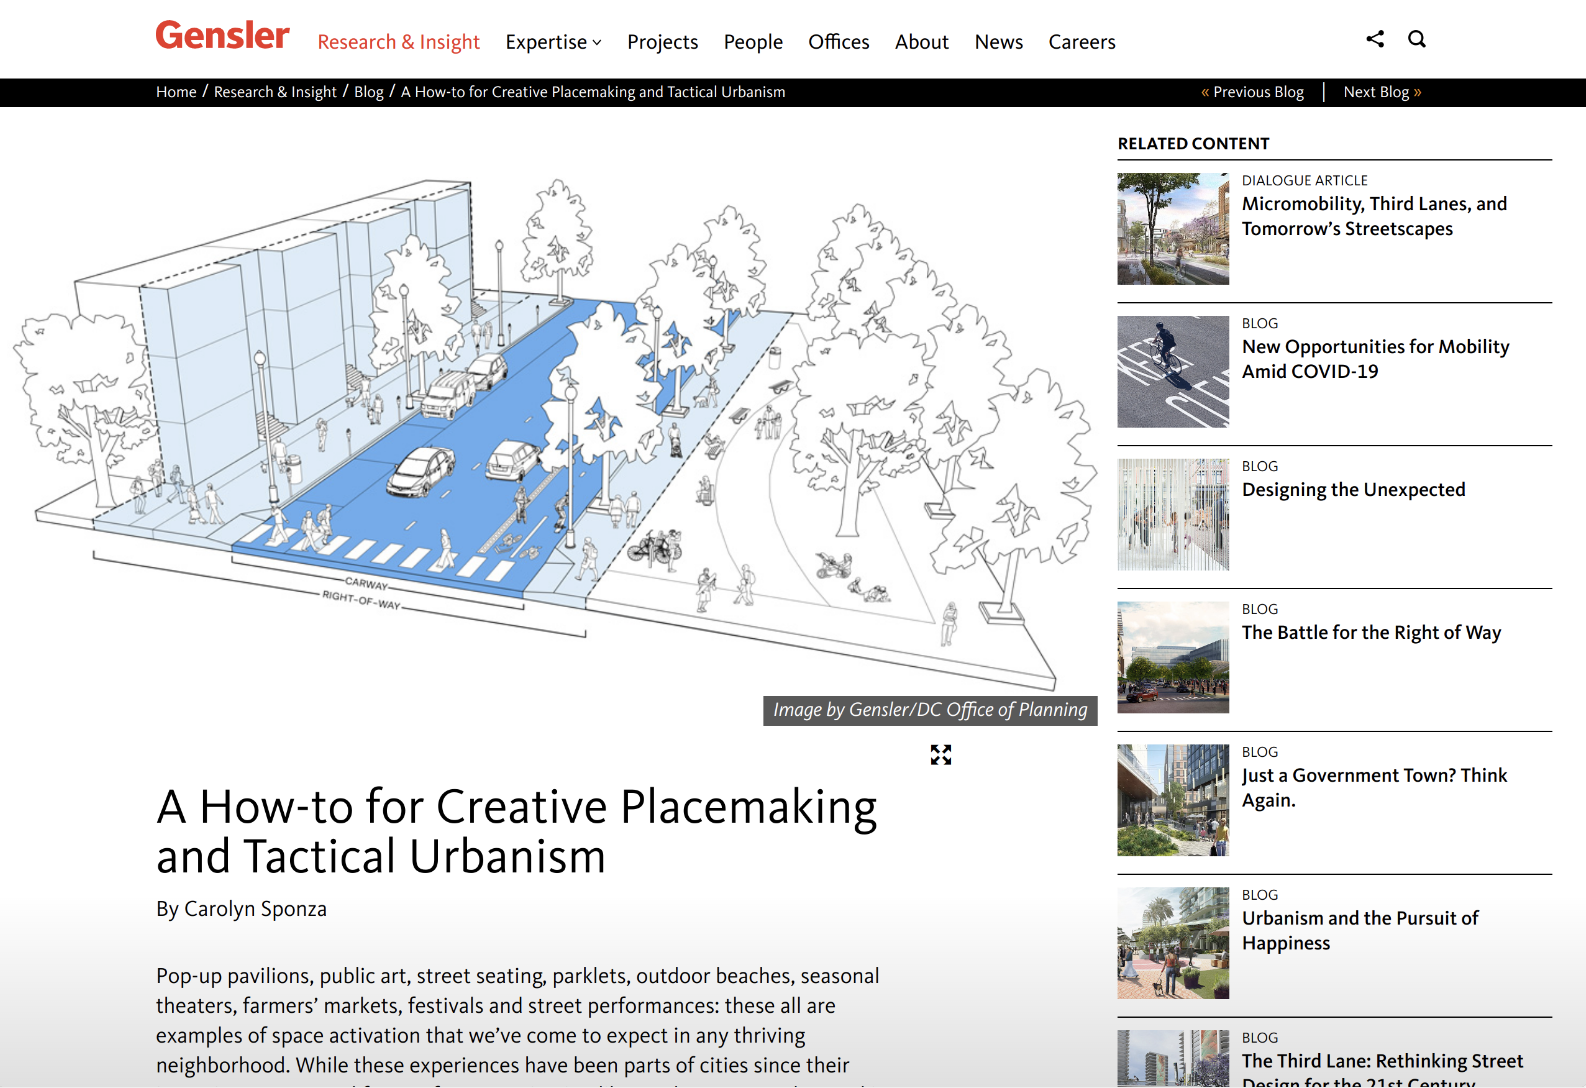 Gensler
Research & Insight Expertise Projects People Offices About News Careers
Home / Research & Insight / Blog / A How-to for Creative Placemaking and Tactical Urbanism
« Previous Blog | Next Blog »
CARWAY
RIGHT-OF-WAY
Image by Gensler/DC Office of Planning
A How-to for Creative Placemaking
and Tactical Urbanism
By Carolyn Sponza
Pop-up pavilions, public art, street seating, parklets, outdoor beaches, seasonal
theaters, farmers’ markets, festivals and street performances: these all are
examples of space activation that we’ve come to expect in any thriving
neighborhood. While these experiences have been parts of cities since their
RELATED CONTENT
DIALOGUE ARTICLE
Micromobility, Third Lanes, and
Tomorrow’s Streetscapes
BLOG
New Opportunities for Mobility
Amid COVID-19
KEEP
BLOG
Designing the Unexpected
BLOG
The Battle for the Right of Way
BLOG
Just a Government Town? Think
Again.
BLOG
Urbanism and the Pursuit of
Happiness
BLOG
The Third Lane: Rethinking Street
Design for the 21st Century